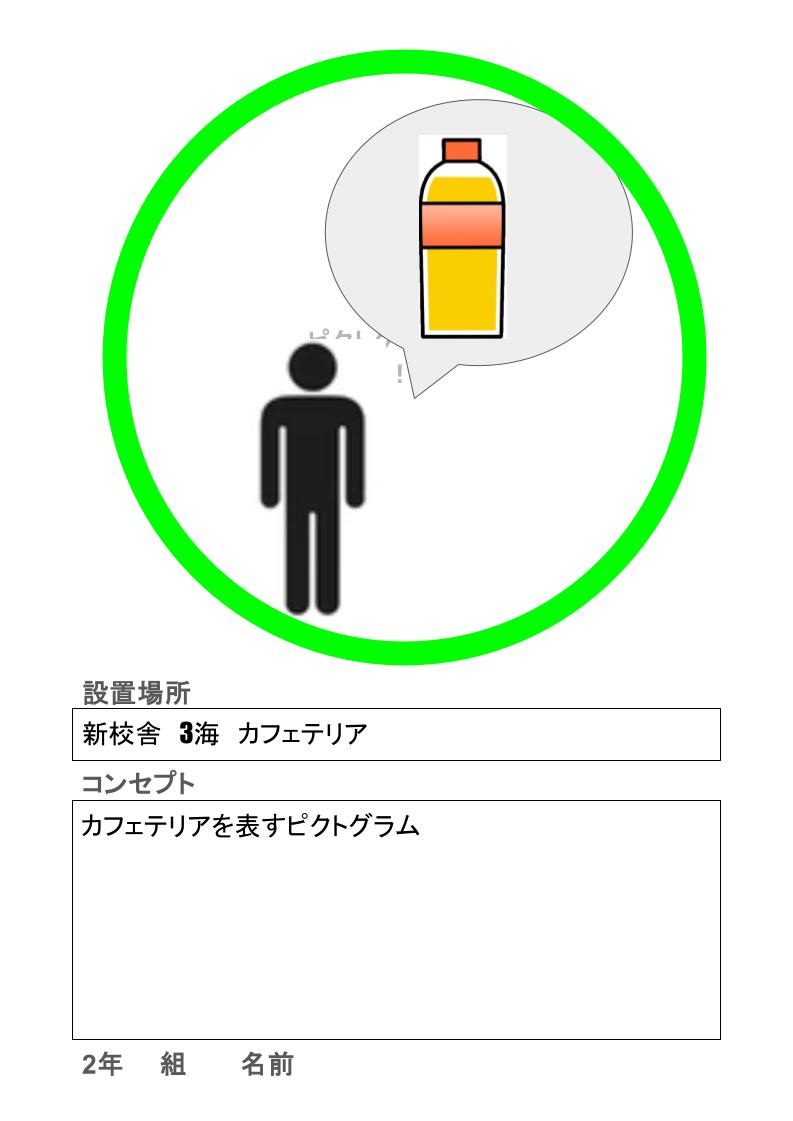 !
設置場所
新校舎　3海　カフェテリア
コンセプト
カフェテリアを表すピクトグラム
2年　組　　名前